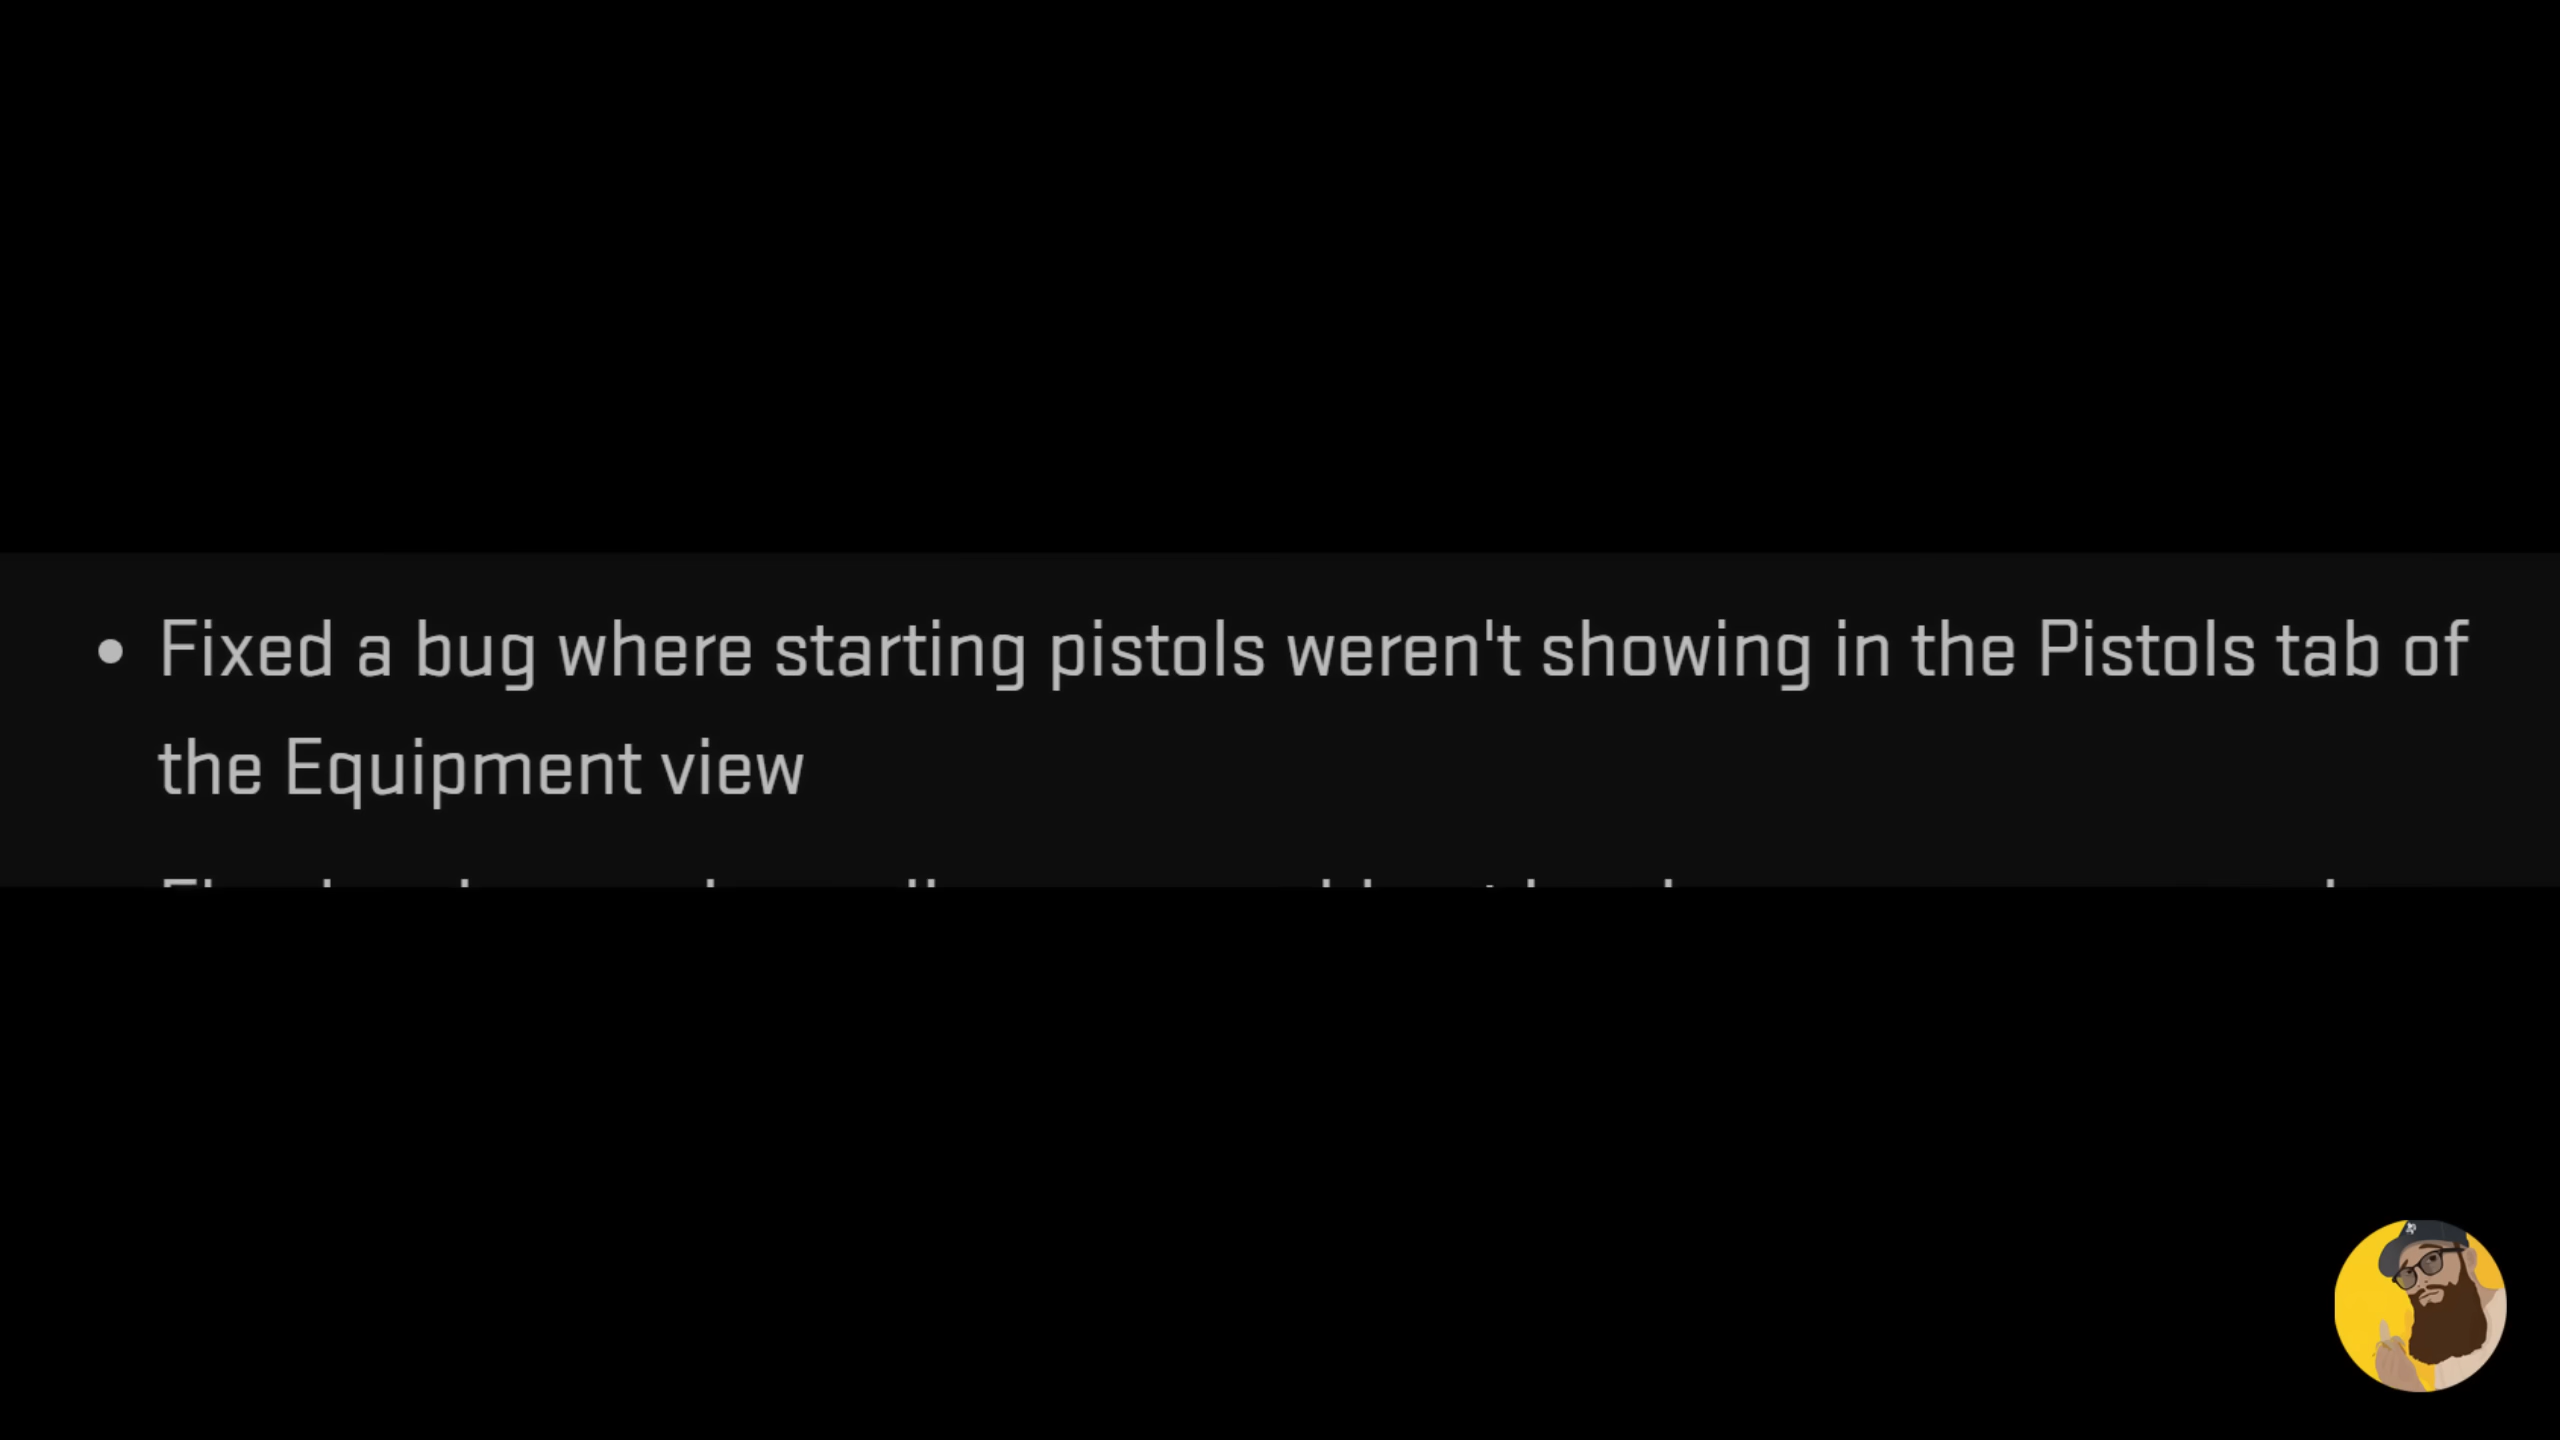 • Fixed a bug where starting pistols weren't showing in the Pistols tab of
the Equipment view